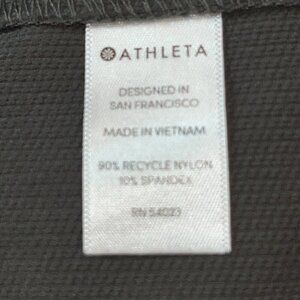 ATHLETA
DESIGNED IN
SAN FRANCISCO
MADE IN VIETNAM
90% RECYCLE NYLON
10% SPANDEX
RN 54023